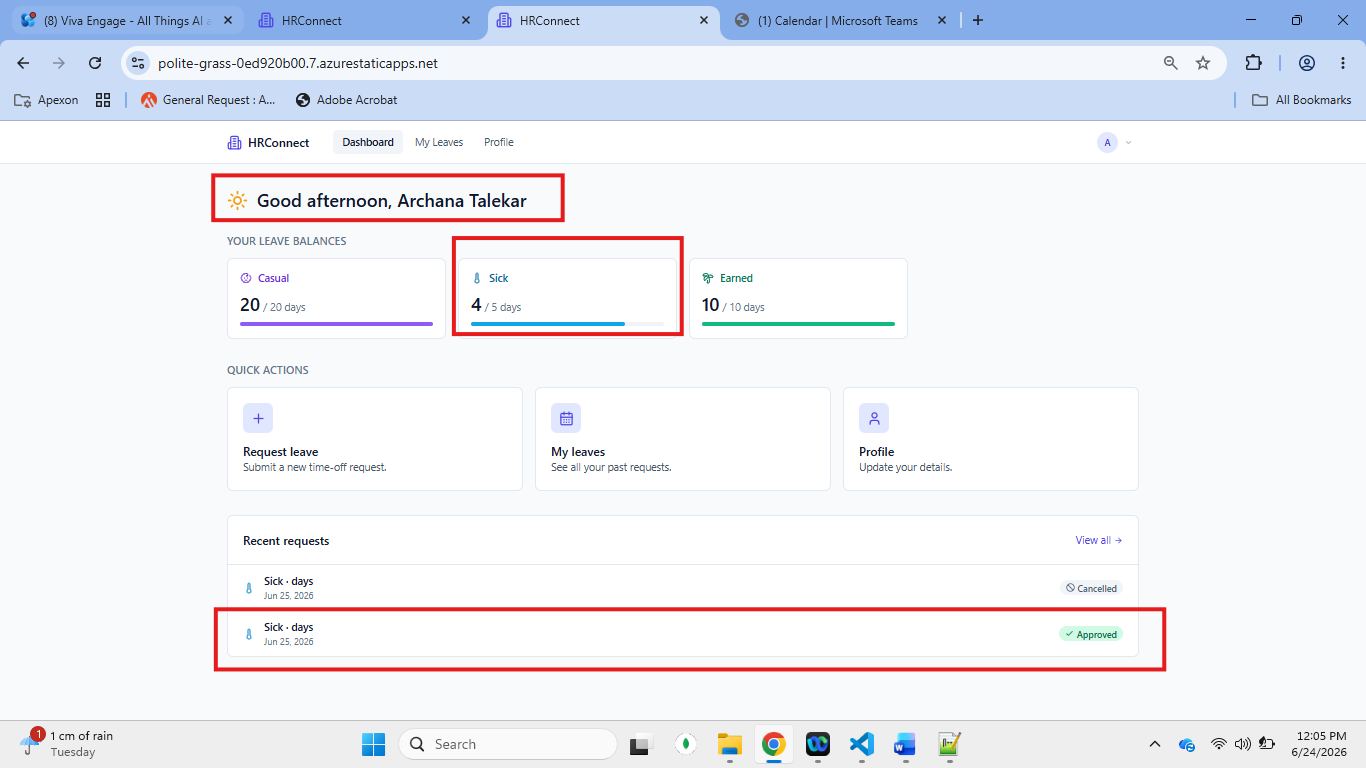 (8) Viva Engage - All Things AI a
HRConnect
HRConnect
(1) Calendar | Microsoft Teams
polite-grass-0ed920b00.7.azurestaticapps.net
Apexon
General Request : A...
Adobe Acrobat
All Bookmarks
HRConnect
Dashboard
My Leaves
Profile
A
Good afternoon, Archana Talekar
YOUR LEAVE BALANCES
Casual
20 / 20 days
Sick
4 / 5 days
Earned
10 / 10 days
QUICK ACTIONS
Request leave
Submit a new time-off request.
My leaves
See all your past requests.
Profile
Update your details.
Recent requests
View all →
Sick · days
Jun 25, 2026
Cancelled
Sick · days
Jun 25, 2026
Approved
1
1 cm of rain
Tuesday
Search
12:05 PM
6/24/2026